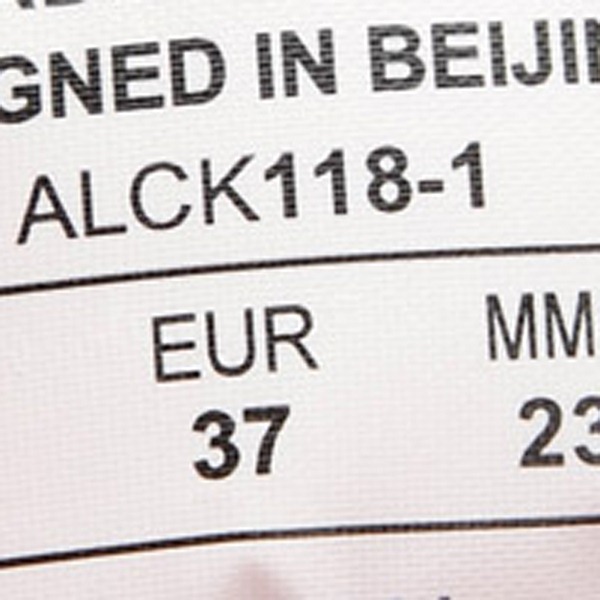 GNED IN BEIJI
ALCK118-1
EUR MM
37 23